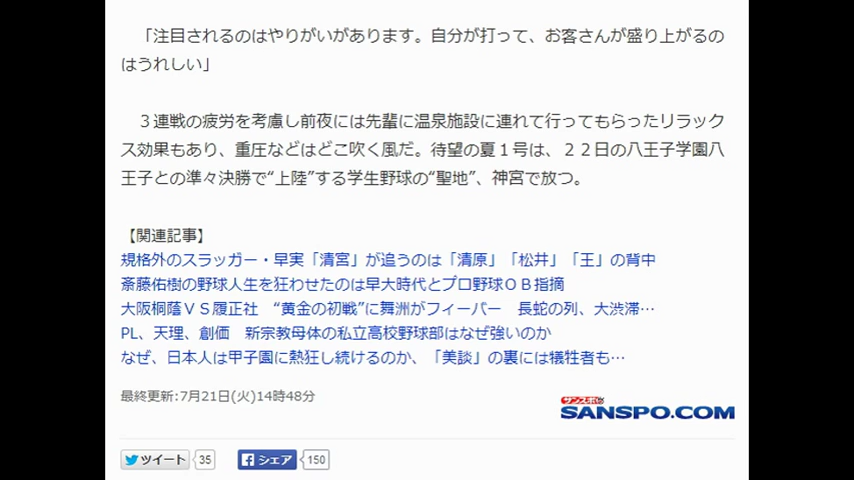 「注目されるのはやりがいがあります。自分が打って、お客さんが盛り上がるの
はうれしい」
３連戦の疲労を考慮し前夜には先輩に温泉施設に連れて行ってもらったリラック
ス効果もあり、重圧などはどこ吹く風だ。待望の夏１号は、２２日の八王子学園八
王子との準々決勝で“上陸”する学生野球の“聖地”、神宮で放つ。
【関連記事】
規格外のスラッガー・早実「清宮」が追うのは「清原」「松井」「王」の背中
斎藤佑樹の野球人生を狂わせたのは早大時代とプロ野球ＯＢ指摘
大阪桐蔭ＶＳ履正社　“黄金の初戦”に舞洲がフィーバー　長蛇の列、大渋滞…
PL、天理、創価　新宗教母体の私立高校野球部はなぜ強いのか
なぜ、日本人は甲子園に熱狂し続けるのか、「美談」の裏には犠牲者も…
最終更新:7月21日(火)14時48分
サンスポ
SANSPO.COM
ツイート 35 シェア 150